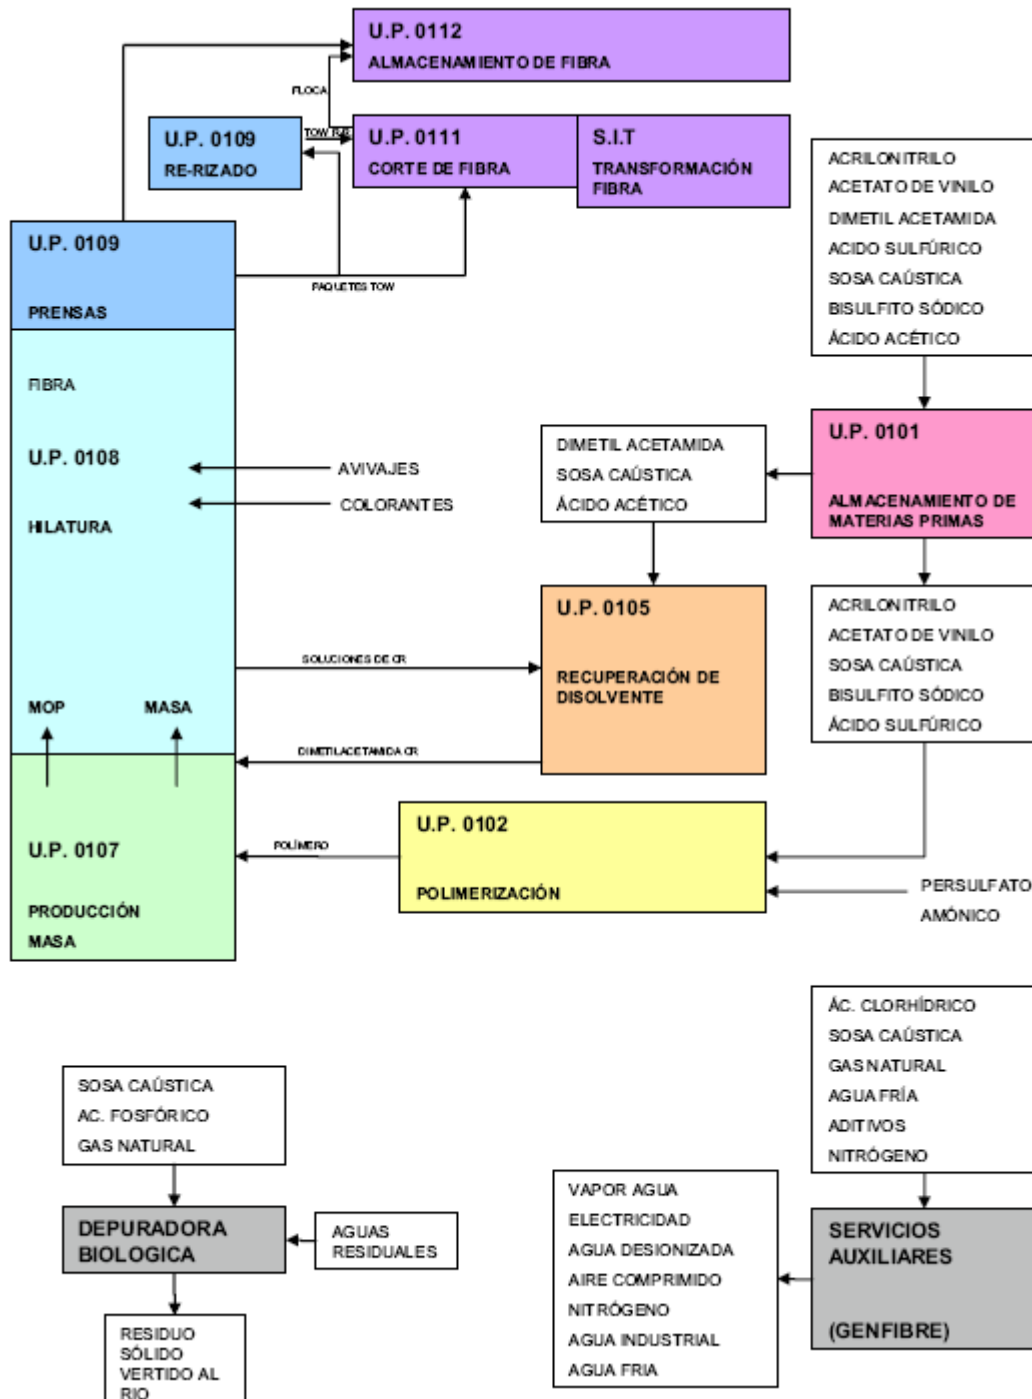 U.P. 0112
ALMACENAMIENTO DE FIBRA
FLOCA
U.P. 0109
RE-RIZADO
TOW R.R
U.P. 0111
CORTE DE FIBRA
S.I.T
TRANSFORMACIÓN
FIBRA
ACRILONITRILO
ACETATO DE VINILO
DIMETIL ACETAMIDA
ACIDO SULFÚRICO
SOSA CAÚSTICA
BISULFITO SÓDICO
ÁCIDO ACÉTICO
U.P. 0109
PRENSAS
PAQUETES TOW
FIBRA
U.P. 0108
HILATURA
AVIVAJES
COLORANTES
DIMETIL ACETAMIDA
SOSA CAÚSTICA
ÁCIDO ACÉTICO
U.P. 0101
ALMACENAMIENTO DE
MATERIAS PRIMAS
U.P. 0105
RECUPERACIÓN DE
DISOLVENTE
ACRILONITRILO
ACETATO DE VINILO
SOSA CAÚSTICA
BISULFITO SÓDICO
ÁCIDO SULFÚRICO
SOLUCIONES DE CR
MOP MASA
DIMETILACETAMIDA CR
U.P. 0107
PRODUCCIÓN
MASA
POLÍMERO
U.P. 0102
POLIMERIZACIÓN
PERSULFATO
AMÓNICO
SOSA CAÚSTICA
AC. FOSFÓRICO
GAS NATURAL
DEPURADORA
BIOLOGICA
AGUAS
RESIDUALES
RESIDUO
SÓLIDO
VERTIDO AL
RIO
ÁC. CLORHÍDRICO
SOSA CAÚSTICA
GAS NATURAL
AGUA FRÍA
ADITIVOS
NITRÓGENO
VAPOR AGUA
ELECTRICIDAD
AGUA DESIONIZADA
AIRE COMPRIMIDO
NITRÓGENO
AGUA INDUSTRIAL
AGUA FRIA
SERVICIOS
AUXILIARES
(GENFIBRE)